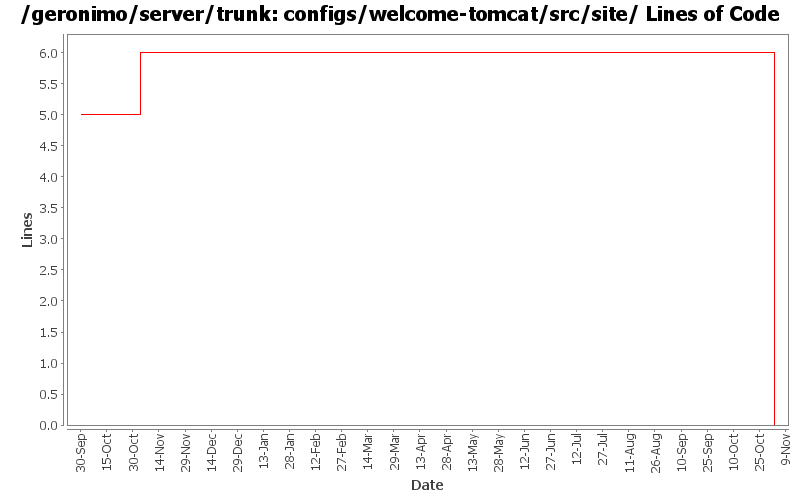 /geronimo/server/trunk: configs/welcome-tomcat/src/site/ Lines of Code
6.0
5.5
5.0
4.5
4.0
3.5
3.0
2.5
2.0
1.5
1.0
0.5
0.0
Lines
30-Sep
15-Oct
30-Oct
14-Nov
29-Nov
14-Dec
29-Dec
13-Jan
28-Jan
12-Feb
27-Feb
14-Mar
29-Mar
13-Apr
28-Apr
13-May
28-May
12-Jun
27-Jun
12-Jul
27-Jul
11-Aug
26-Aug
10-Sep
25-Sep
10-Oct
25-Oct
9-Nov
Date